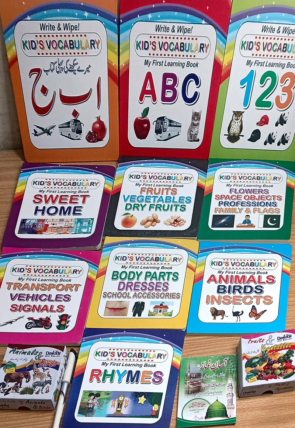 Write & Wipe!
KID'S VOCABULARY
ا ب ج
Write & Wipe!
KID'S VOCABULARY
My First Learning Book
ABC
Write & Wipe!
KID'S VOCABULARY
My First Learning Book
123
KID'S VOCABULARY
My First Learning Book
SWEET
HOME
KID'S VOCABULARY
My First Learning Book
FRUITS
VEGETABLES
DRY FRUITS
KID'S VOCABULARY
My First Learning Book
FLOWERS
SPACE OBJECTS
PROFESSIONS
FAMILY & FLAGS
KID'S VOCABULARY
My First Learning Book
TRANSPORT
VEHICLES
SIGNALS
KID'S VOCABULARY
My First Learning Book
BODY PARTS
DRESSES
SCHOOL ACCESSORIES
KID'S VOCABULARY
My First Learning Book
ANIMALS
BIRDS
INSECTS
KID'S VOCABULARY
My First Learning Book
RHYMES